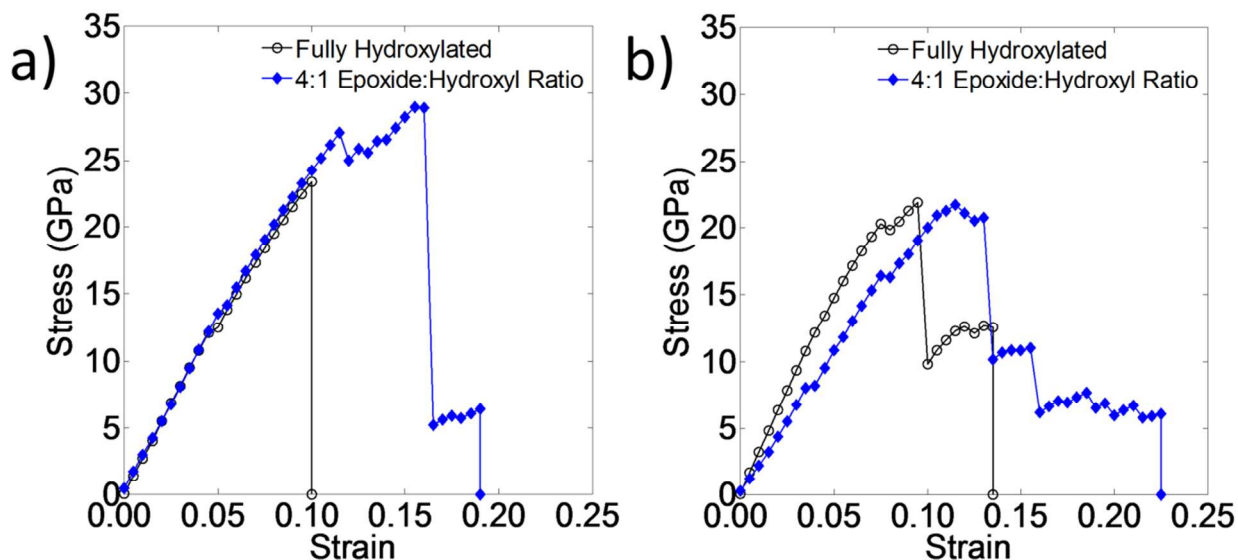 a)
35
30
25
20
15
10
5
0
Stress (GPa)
Fully Hydroxylated
4:1 Epoxide:Hydroxyl Ratio
0.00 0.05 0.10 0.15 0.20 0.25
Strain
b)
35
30
25
20
15
10
5
0
Stress (GPa)
Fully Hydroxylated
4:1 Epoxide:Hydroxyl Ratio
0.00 0.05 0.10 0.15 0.20 0.25
Strain